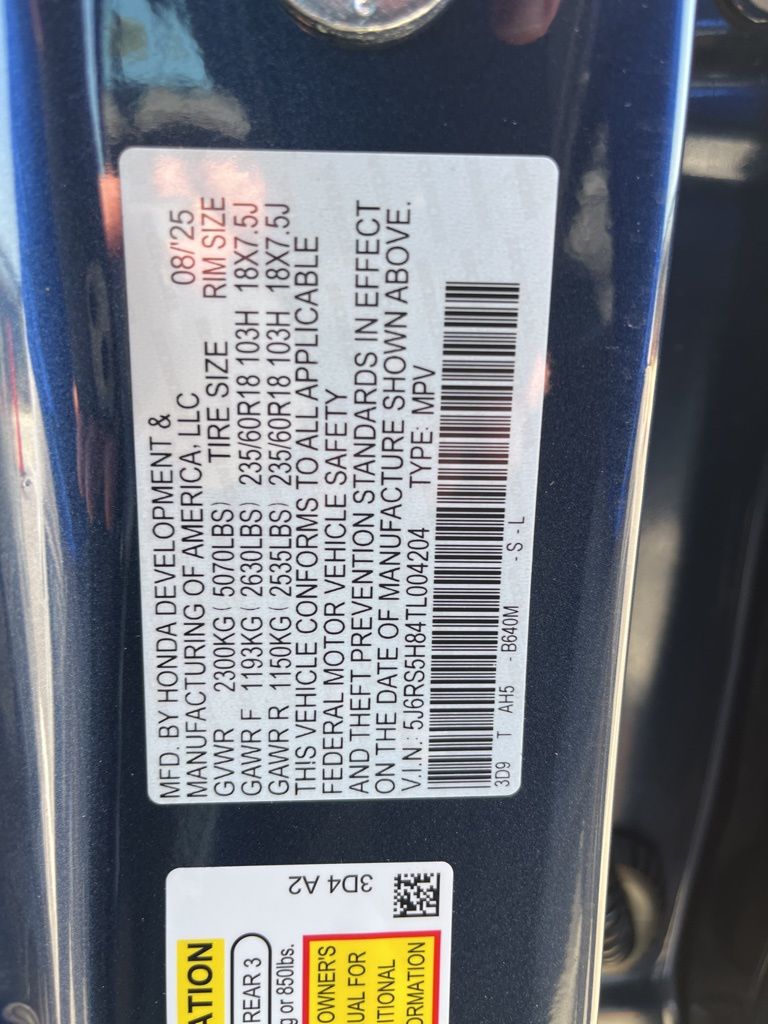 MFD. BY HONDA DEVELOPMENT &
MANUFACTURING OF AMERICA, LLC 08/'25
GVWR 2300KG ( 5070LBS) TIRE SIZE RIM SIZE
GAWR F 1193KG ( 2630LBS) 235/60R18 103H 18X7.5J
GAWR R 1150KG ( 2535LBS) 235/60R18 103H 18X7.5J
THIS VEHICLE CONFORMS TO ALL APPLICABLE
FEDERAL MOTOR VEHICLE SAFETY
AND THEFT PREVENTION STANDARDS IN EFFECT
ON THE DATE OF MANUFACTURE SHOWN ABOVE.
V.I.N.: 5J6RS5H84TL004204 TYPE: MPV
3D9 T AH5 - B640M - S - L
3D4 A2
ATION
REAR 3
g or 850lbs.
OWNER'S
UAL FOR
ITIONAL
ORMATION